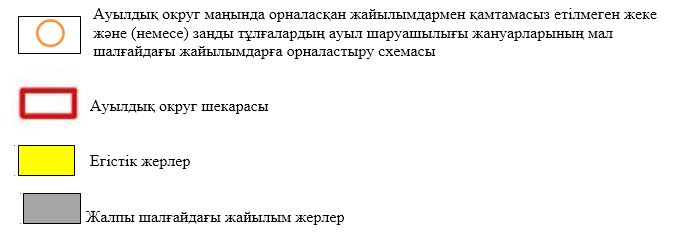 Ауылдық округ маңында орналасқан жайылымдармен қамтамасыз етілмеген жеке
және (немесе) заңды тұлғалардың ауыл шаруашылығы жануарларының мал
шалғайдағы жайылымдарға орналастыру схемасы
Ауылдық округ шекарасы
Егістік жерлер
Жалпы шалғайдағы жайылым жерлер